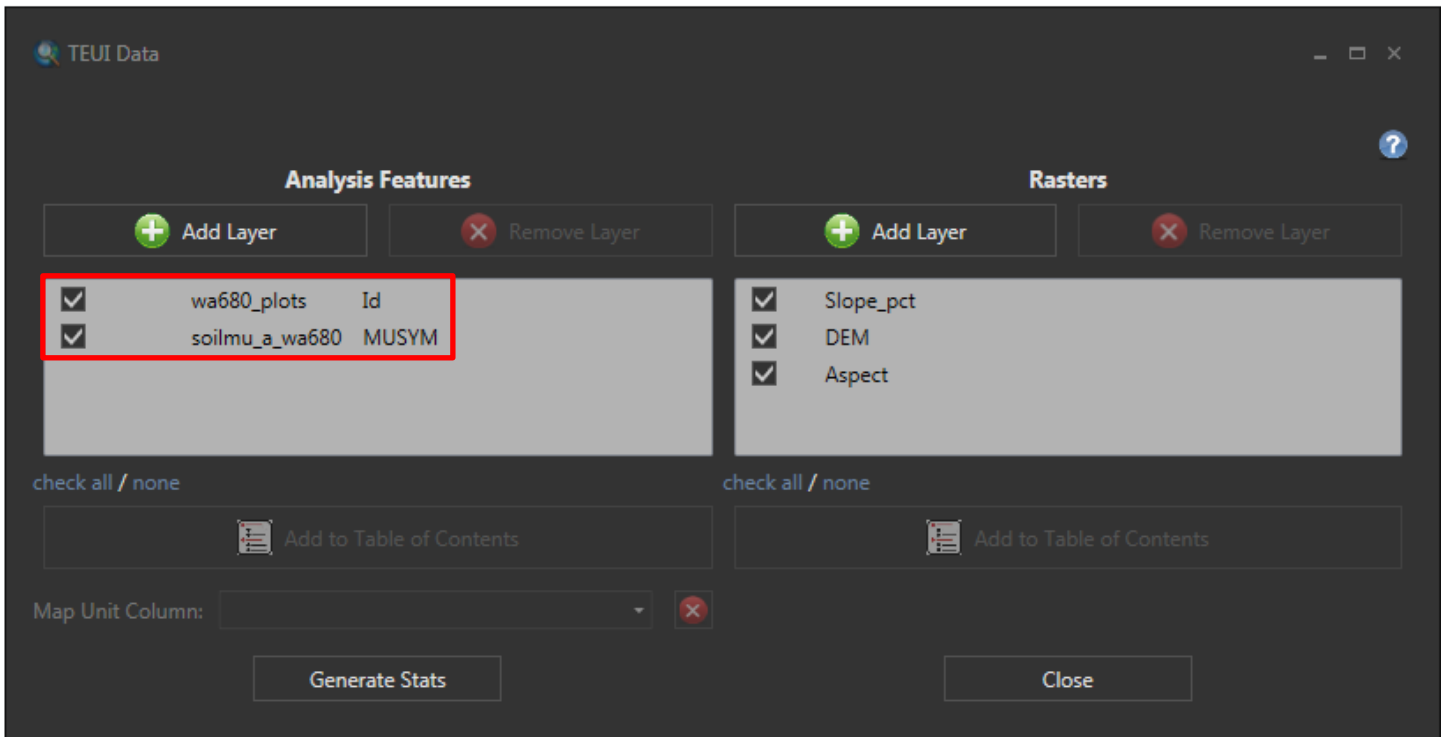 TEUI Data
?
Analysis Features
Rasters
Add Layer
Remove Layer
Add Layer
Remove Layer
wa680_plots Id
soilmu_a_wa680 MUSYM
Slope_pct
DEM
Aspect
check all / none
check all / none
Add to Table of Contents
Add to Table of Contents
Map Unit Column:
Generate Stats
Close